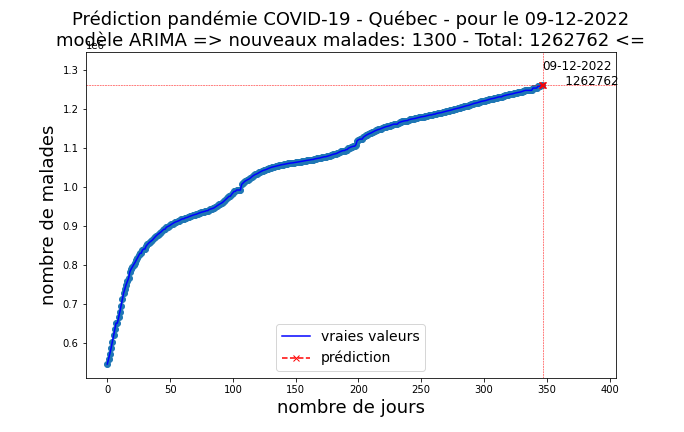 Prédiction pandémie COVID-19 - Québec - pour le 09-12-2022
modèle ARIMA => nouveaux malades: 1300 - Total: 1262762 <=
1e6
09-12-2022
1262762
1.3
1.2
1.1
1.0
0.9
0.8
0.7
0.6
nombre de malades
vraies valeurs
prédiction
0 50 100 150 200 250 300 350 400
nombre de jours